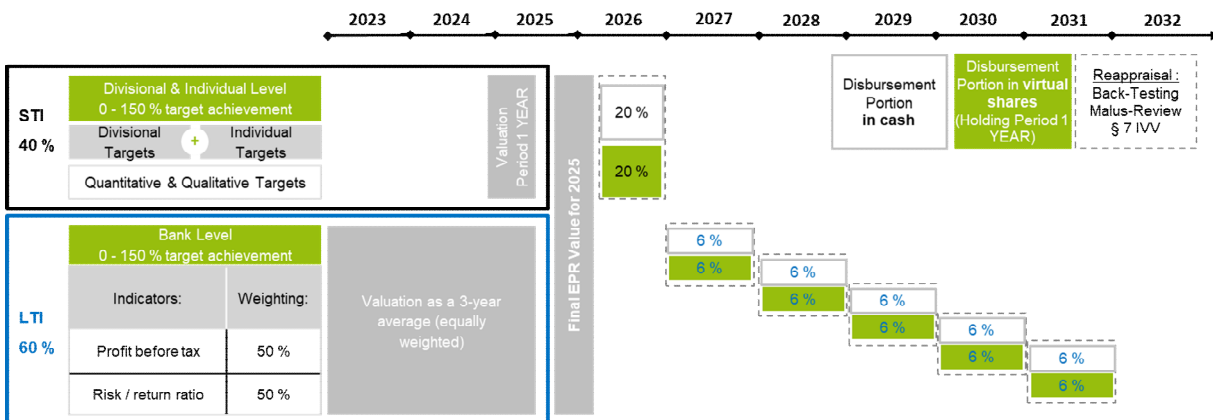 2023 2024 2025 2026 2027 2028 2029 2030 2031 2032
STI
40 %
Divisional & Individual Level
0 - 150 % target achievement
Divisional
Targets
+
Individual
Targets
Quantitative & Qualitative Targets
Valuation
Period 1 YEAR
Final EPR Value for 2025
20 %
20 %
Disbursement
Portion
in cash
Disbursement
Portion in virtual
shares
(Holding Period 1
YEAR)
Reappraisal :
Back-Testing
Malus-Review
§ 7 IVV
LTI
60 %
Bank Level
0 - 150 % target achievement
Indicators: Weighting:
Profit before tax 50 %
Risk / return ratio 50 %
Valuation as a 3-year
average (equally
weighted)
6 %
6 %
6 %
6 %
6 %
6 %
6 %
6 %
6 %
6 %